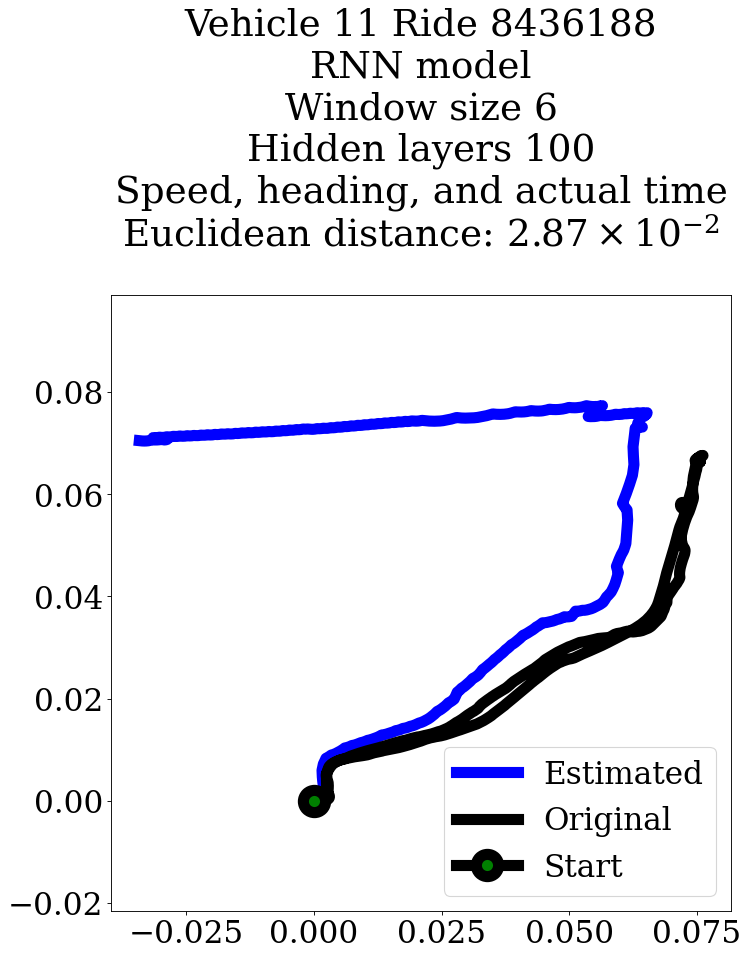 Vehicle 11 Ride 8436188
RNN model
Window size 6
Hidden layers 100
Speed, heading, and actual time
Euclidean distance: 2.87 × 10⁻²
0.08
0.06
0.04
0.02
0.00
−0.02
−0.025 0.000 0.025 0.050 0.075
Estimated
Original
Start